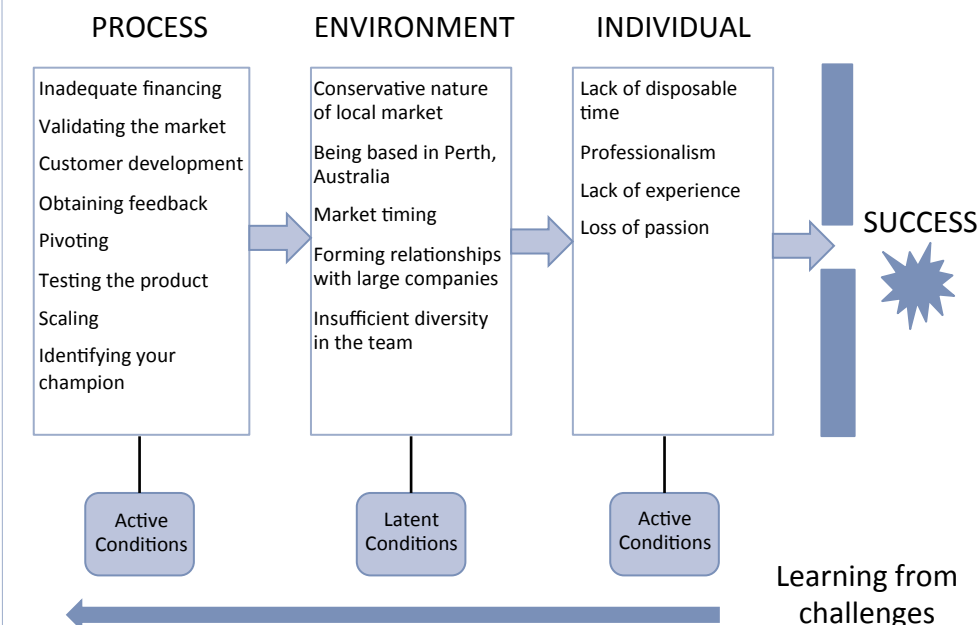 PROCESS
Inadequate financing
Validating the market
Customer development
Obtaining feedback
Pivoting
Testing the product
Scaling
Identifying your
champion
Active
Conditions
ENVIRONMENT
Conservative nature
of local market
Being based in Perth,
Australia
Market timing
Forming relationships
with large companies
Insufficient diversity
in the team
Latent
Conditions
INDIVIDUAL
Lack of disposable
time
Professionalism
Lack of experience
Loss of passion
Active
Conditions
SUCCESS
Learning from
challenges